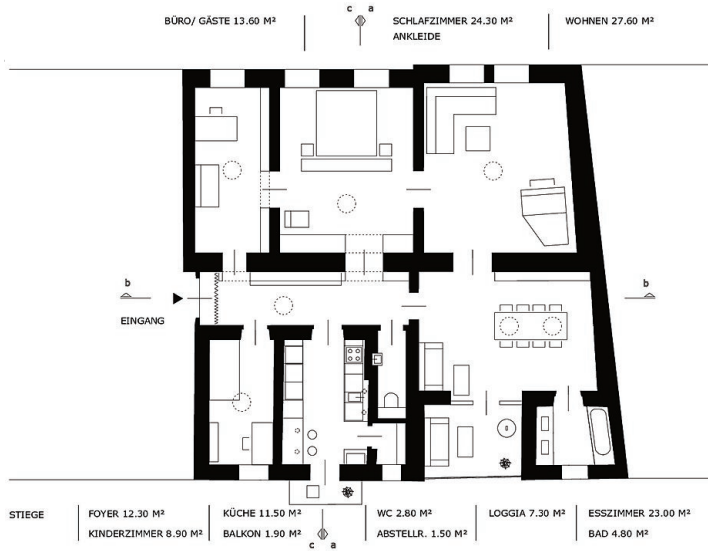 c a
BÜRO/ GÄSTE 13.60 M² SCHLAFZIMMER 24.30 M² WOHNEN 27.60 M²
ANKLEIDE
b b
EINGANG
STIEGE FOYER 12.30 M² KÜCHE 11.50 M² WC 2.80 M² LOGGIA 7.30 M² ESSZIMMER 23.00 M²
KINDERZIMMER 8.90 M² BALKON 1.90 M² ABSTELLR. 1.50 M² BAD 4.80 M²
c a